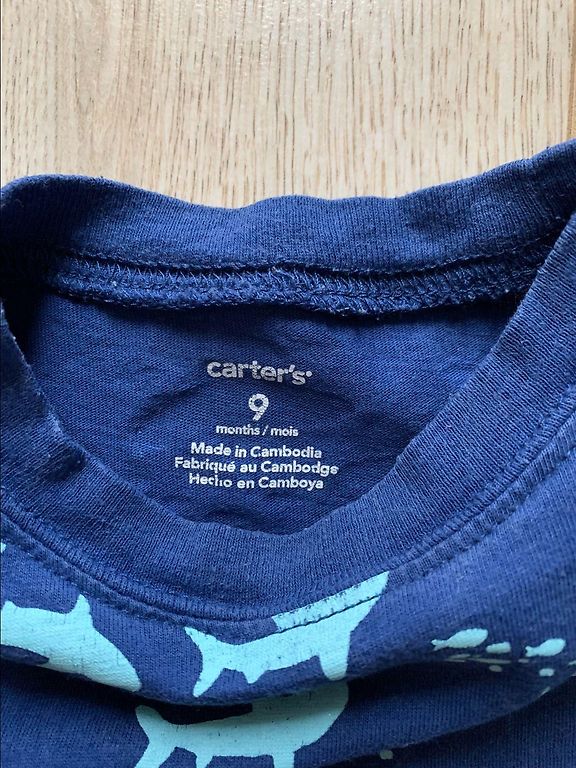 carter's
9
months / mois
Made in Cambodia
Fabriqué au Cambodge
Hecho en Camboya